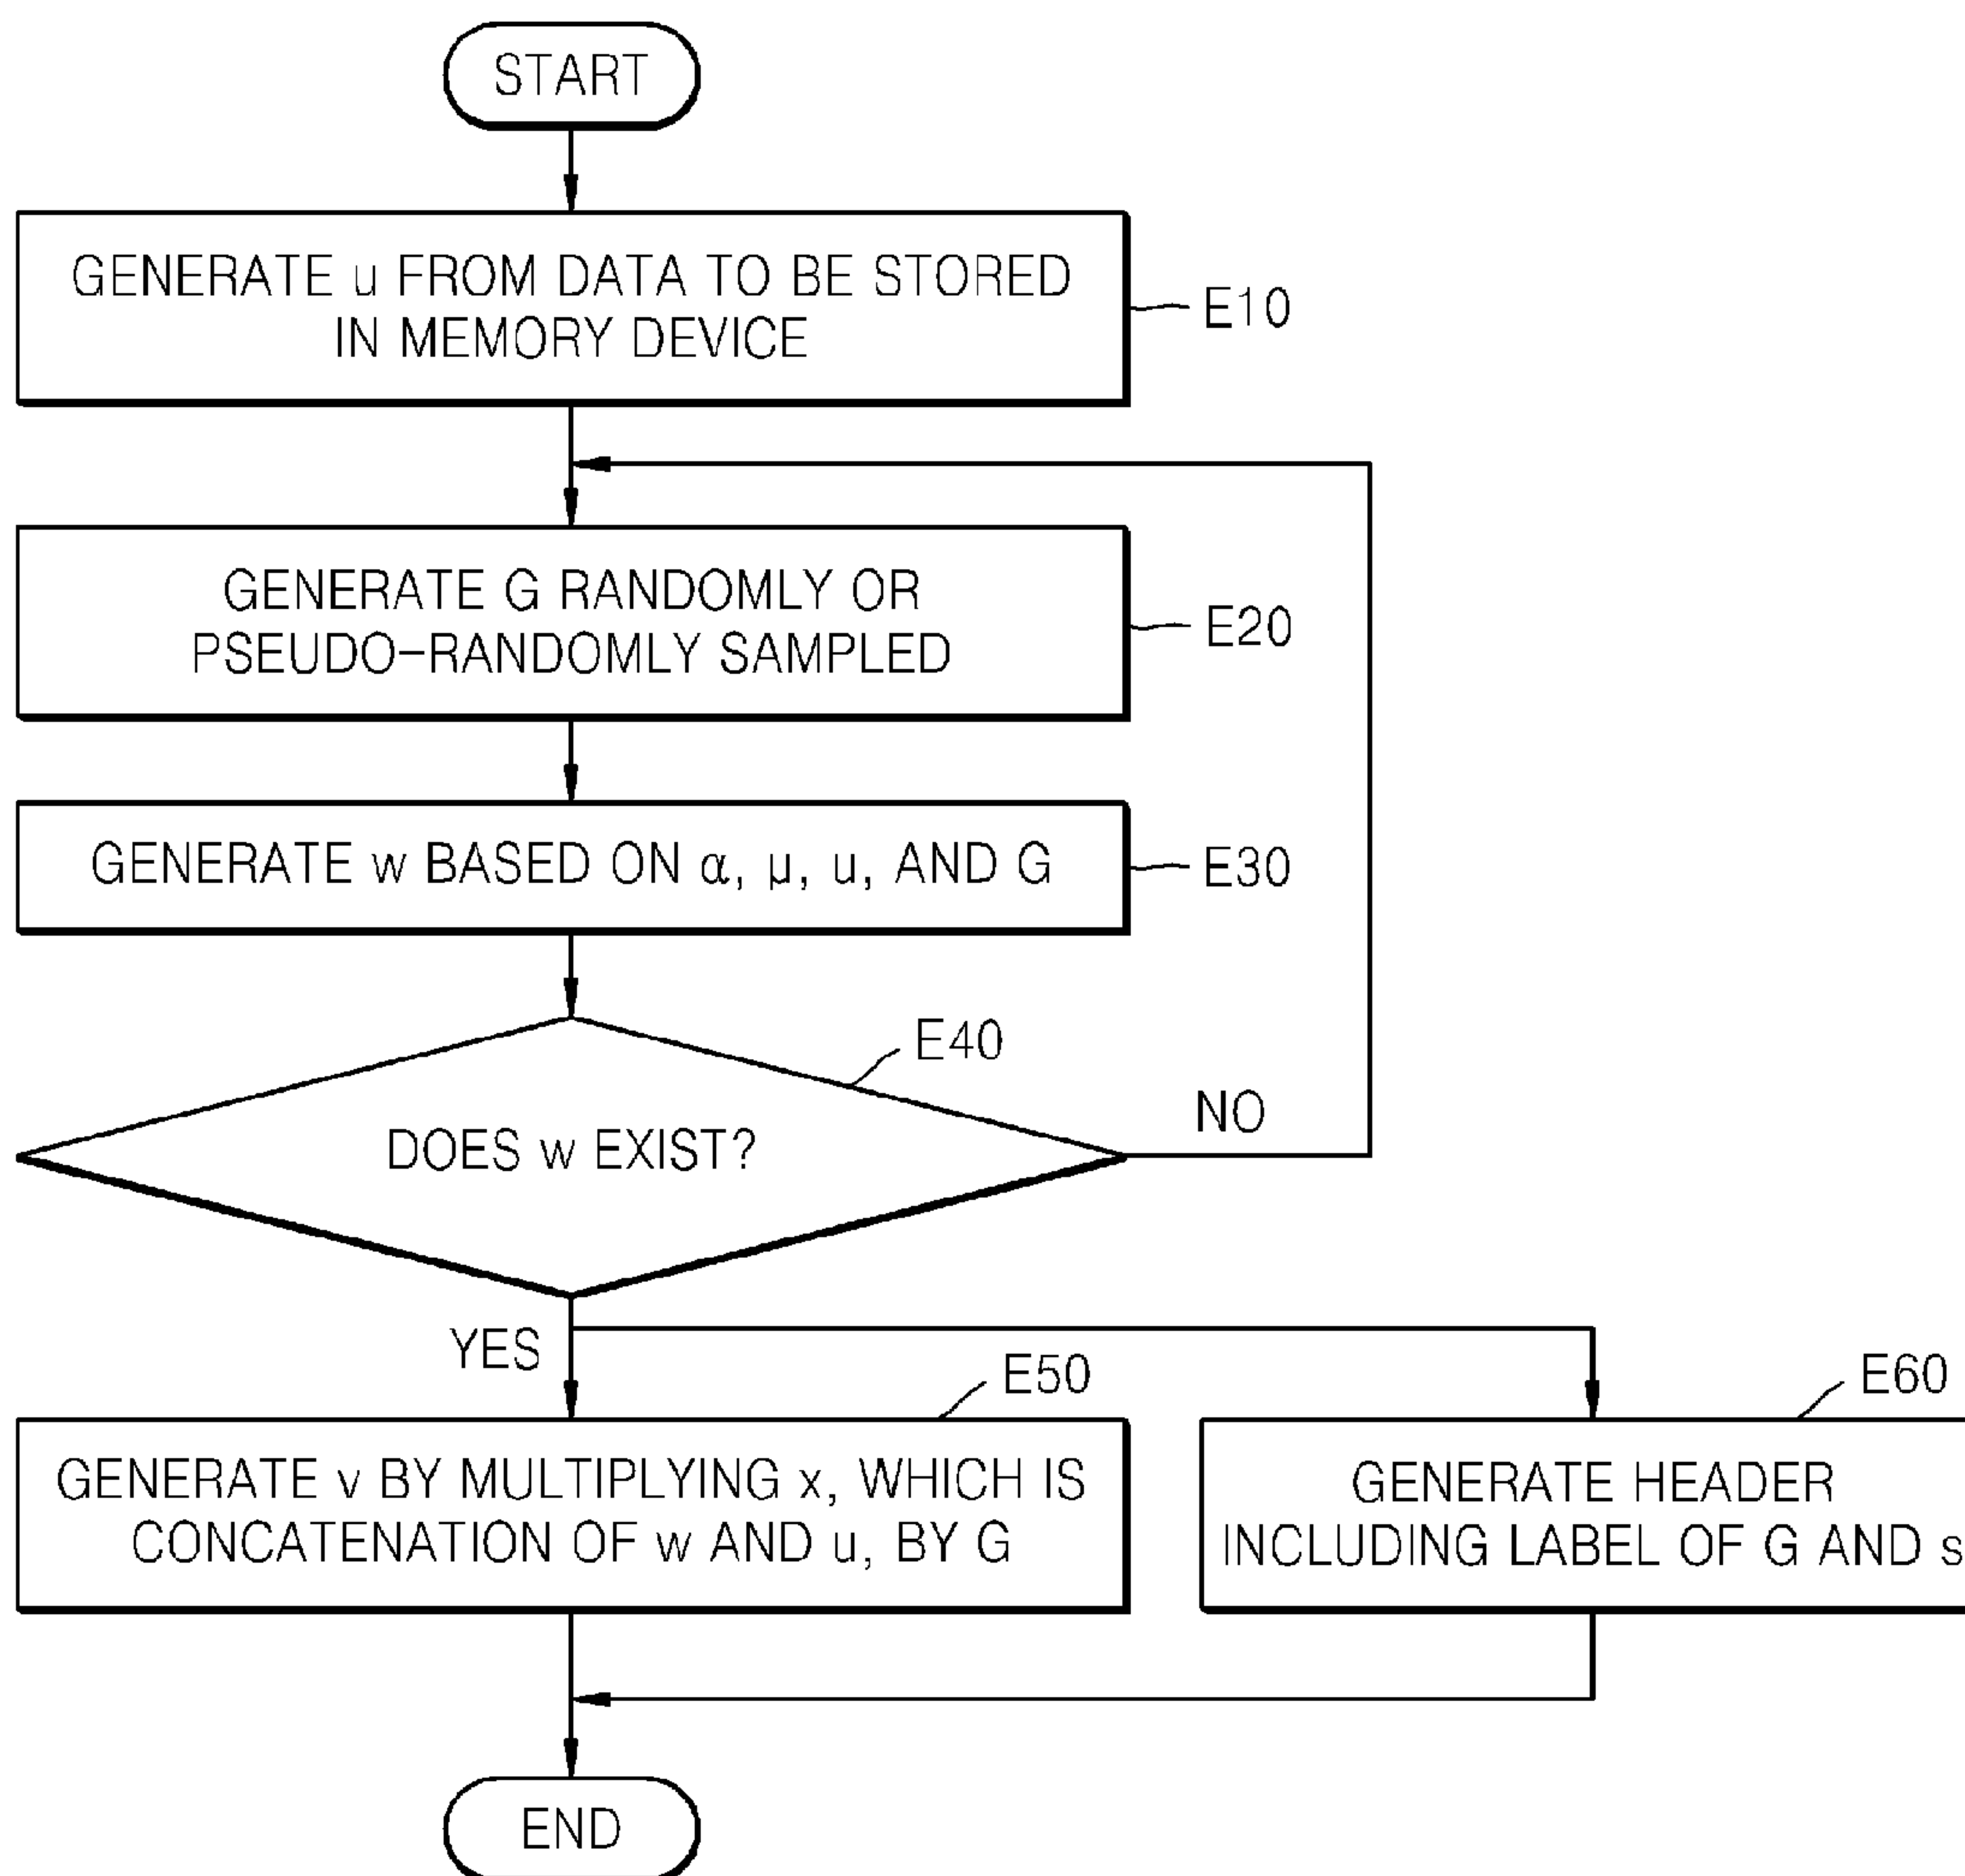 START
GENERATE u FROM DATA TO BE STORED
IN MEMORY DEVICE
E10
GENERATE G RANDOMLY OR
PSEUDO-RANDOMLY SAMPLED
E20
GENERATE w BASED ON α, μ, u, AND G
E30
E40
DOES w EXIST?
NO
YES
E50
GENERATE v BY MULTIPLYING x, WHICH IS
CONCATENATION OF w AND u, BY G
E60
GENERATE HEADER
INCLUDING LABEL OF G AND s
END